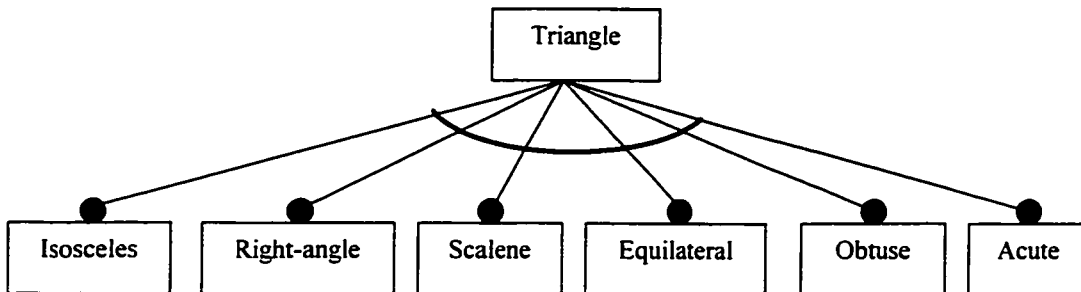 Triangle
Isosceles
Right-angle
Scalene
Equilateral
Obtuse
Acute